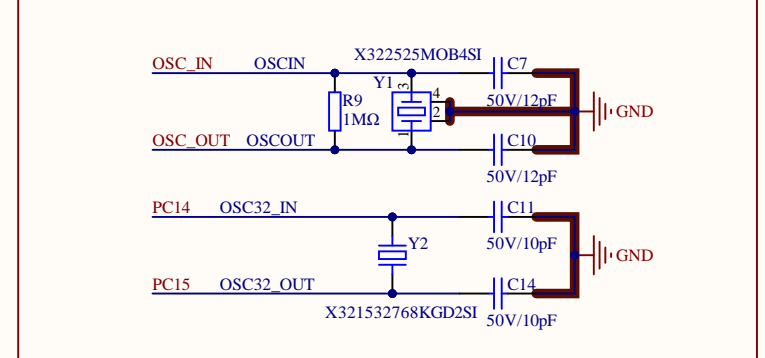 X322525MOB4SI
OSC_IN OSCIN C7
Y1 3 4
R9 50V/12pF
1MΩ 2 GND
1
OSC_OUT OSCOUT C10
50V/12pF
PC14 OSC32_IN C11
Y2 50V/10pF
GND
PC15 OSC32_OUT C14
X321532768KGD2SI 50V/10pF